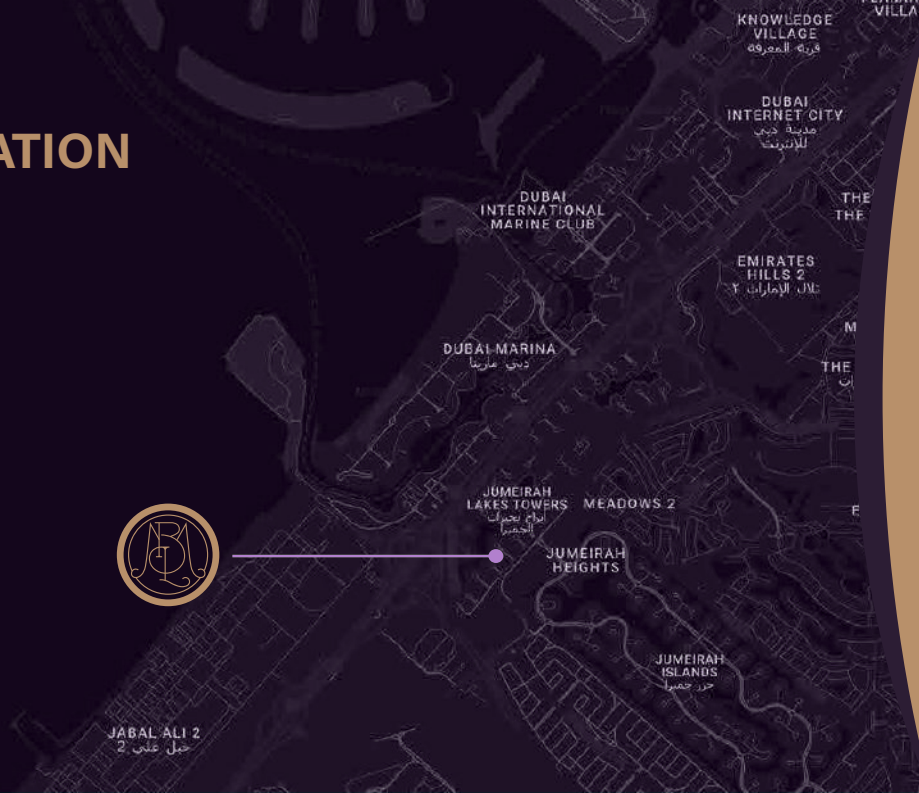 KNOWLEDGE
VILLAGE
قرية المعرفة
DUBAI
INTERNET CITY
مدينة دبي
للإنترنت
ATION
DUBAI
INTERNATIONAL
MARINE CLUB
THE
THE
EMIRATES
HILLS 2
تلال الإمارات ٢
M
DUBAI MARINA
دبي مارينا
THE
JUMEIRAH
LAKES TOWERS
أبراج بحيرات
الجميرا
MEADOWS 2
E
JUMEIRAH
HEIGHTS
JUMEIRAH
ISLANDS
جزر جميرا
JABAL ALI 2
جبل علي 2